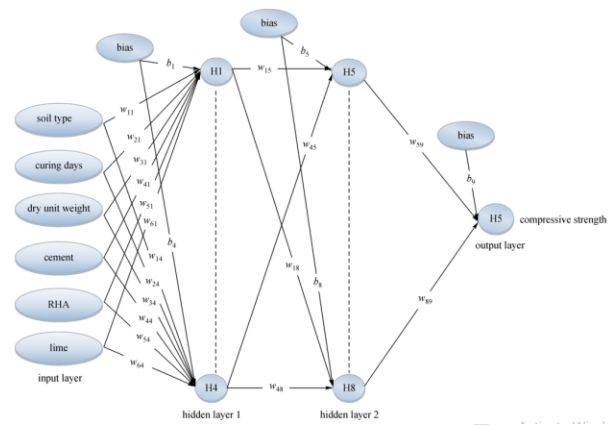 bias
b1
H1
w15
bias
b5
H5
soil type
curing days
dry unit weight
cement
RHA
lime
input layer
w11
w21
w31
w41
w51
w61
b4
w14
w24
w34
w44
w54
w64
H4
hidden layer 1
w45
w18
b8
w48
H8
hidden layer 2
w59
bias
b9
H5
compressive strength
output layer
w89